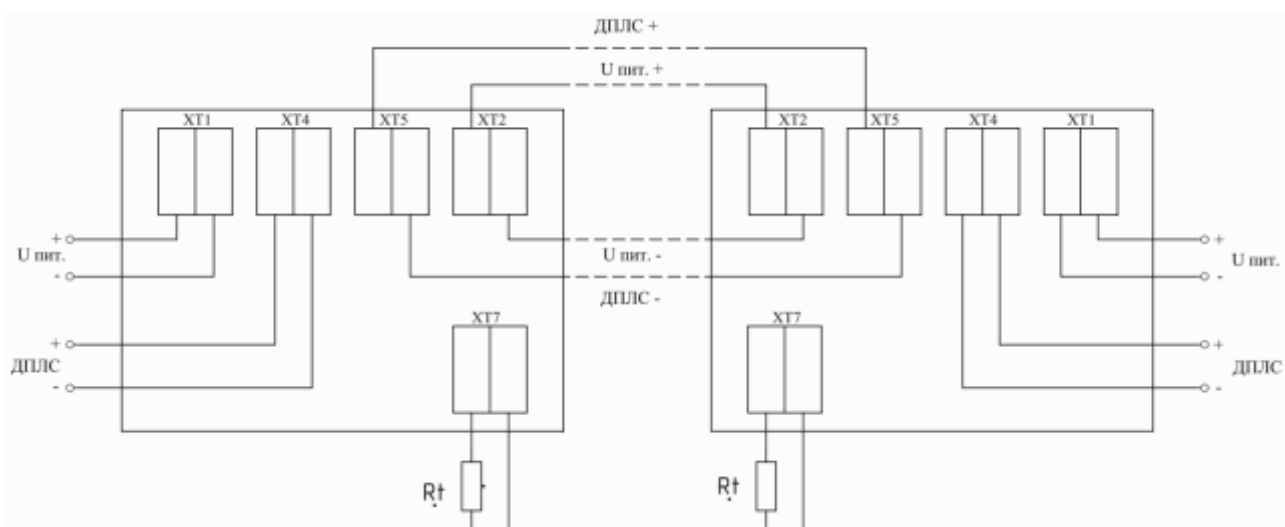 ДПЛС +
U пит. +
XT1 XT4 XT5 XT2 XT2 XT5 XT4 XT1
+ +
U пит. U пит. - U пит.
- -
ДПЛС -
XT7 XT7
+ +
ДПЛС ДПЛС
- -
Rt Rt